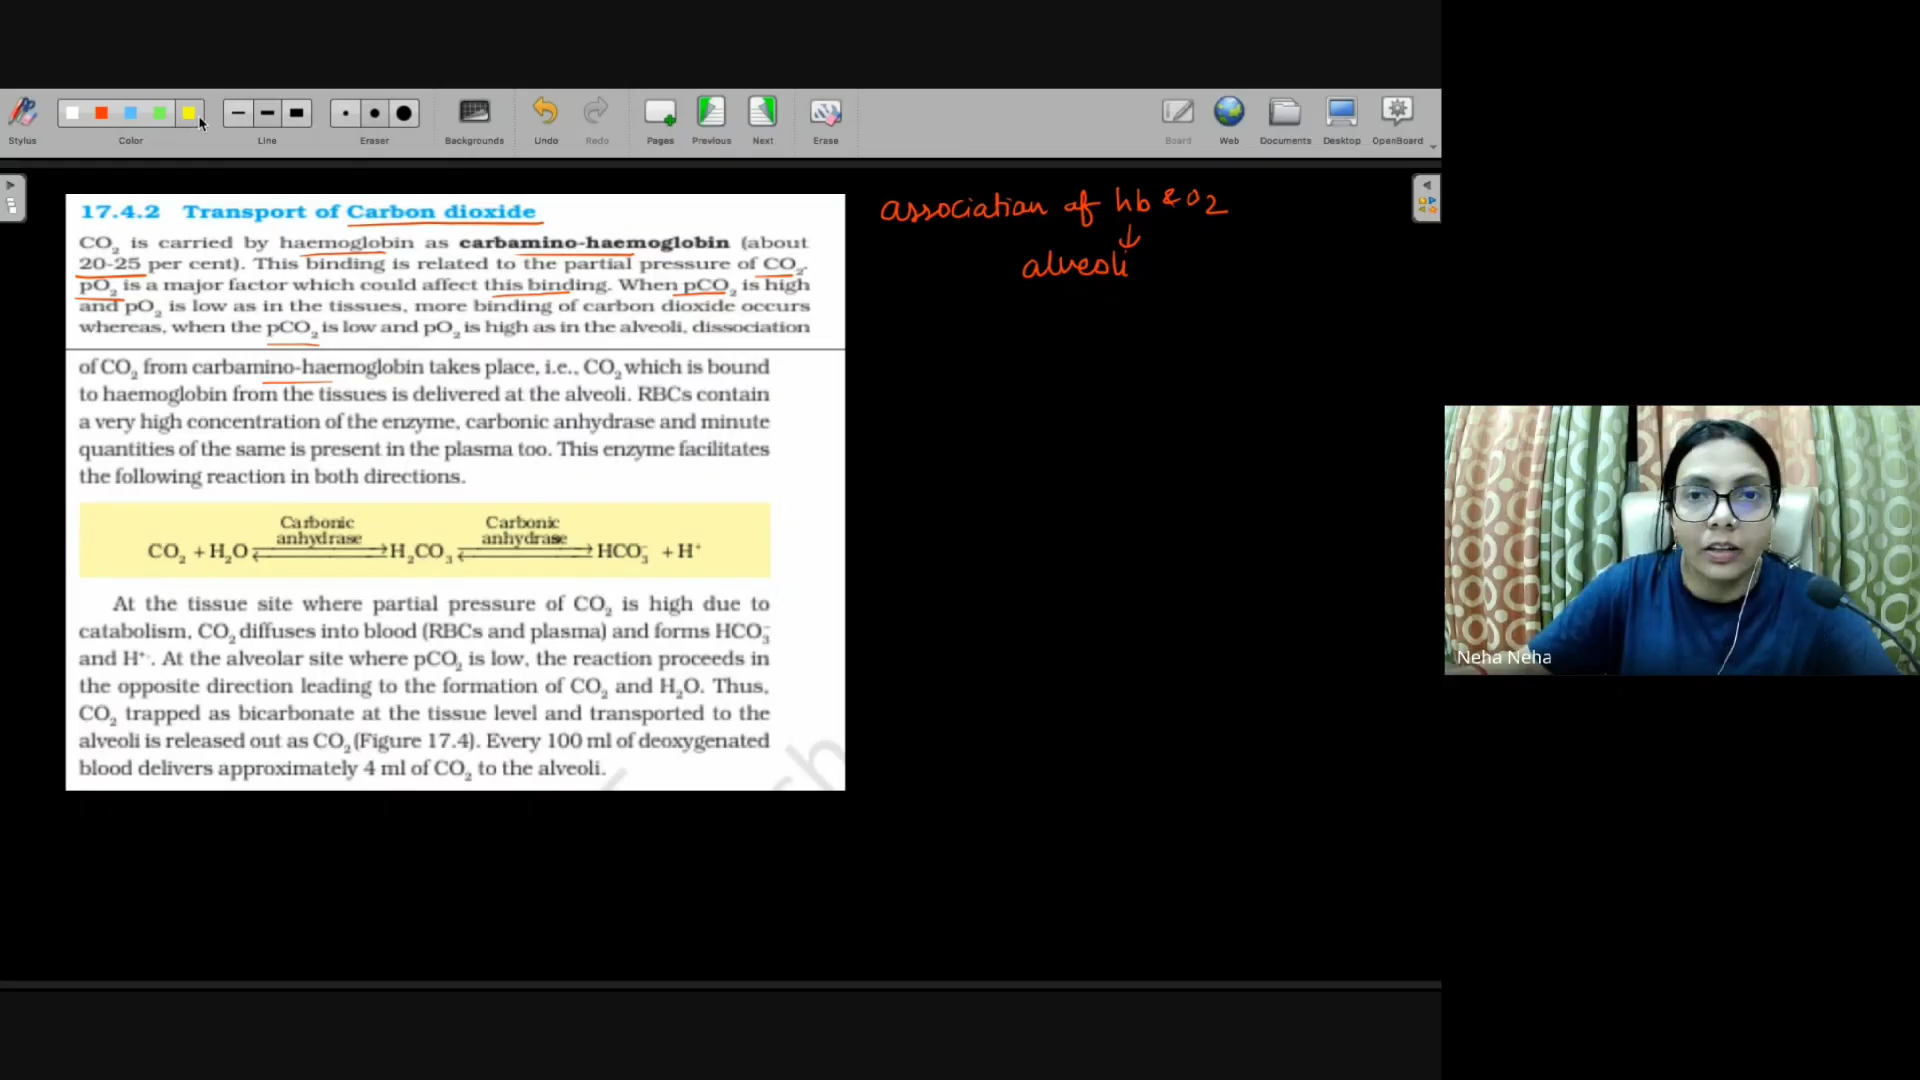 Stylus
Color
Line
Eraser
Backgrounds
Undo
Redo
Pages
Previous
Next
Erase
Board
Web
Documents
Desktop
OpenBoard
17.4.2 Transport of Carbon dioxide
CO₂ is carried by haemoglobin as carbamino-haemoglobin (about
20-25 per cent). This binding is related to the partial pressure of CO₂.
pO₂ is a major factor which could affect this binding. When pCO₂ is high
and pO₂ is low as in the tissues, more binding of carbon dioxide occurs
whereas, when the pCO₂ is low and pO₂ is high as in the alveoli, dissociation
of CO₂ from carbamino-haemoglobin takes place, i.e., CO₂ which is bound
to haemoglobin from the tissues is delivered at the alveoli. RBCs contain
a very high concentration of the enzyme, carbonic anhydrase and minute
quantities of the same is present in the plasma too. This enzyme facilitates
the following reaction in both directions.
Carbonic anhydrase Carbonic anhydrase
CO₂ + H₂O ⇌ H₂CO₃ ⇌ HCO₃⁻ + H⁺
At the tissue site where partial pressure of CO₂ is high due to
catabolism, CO₂ diffuses into blood (RBCs and plasma) and forms HCO₃⁻
and H⁺. At the alveolar site where pCO₂ is low, the reaction proceeds in
the opposite direction leading to the formation of CO₂ and H₂O. Thus,
CO₂ trapped as bicarbonate at the tissue level and transported to the
alveoli is released out as CO₂ (Figure 17.4). Every 100 ml of deoxygenated
blood delivers approximately 4 ml of CO₂ to the alveoli.
association of hb & O₂
↓
alveoli
Neha Neha